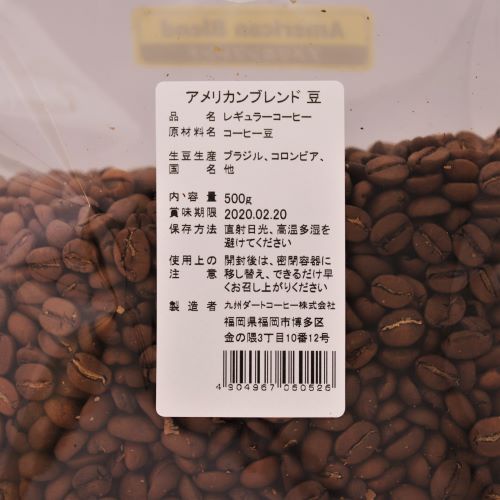 アメリカンブレンド 豆
品名 レギュラーコーヒー
原材料名 コーヒー豆
生豆生産 ブラジル、コロンビア、
国名 他
内容量 500g
賞味期限 2020.02.20
保存方法 直射日光、高温多湿を
避けてください
使用上の 開封後は、密閉容器に
注意 移し替え、できるだけ早
くお召し上がりください
製造者 九州ダートコーヒー株式会社
福岡県福岡市博多区
金の隈3丁目10番12号
4904967050526